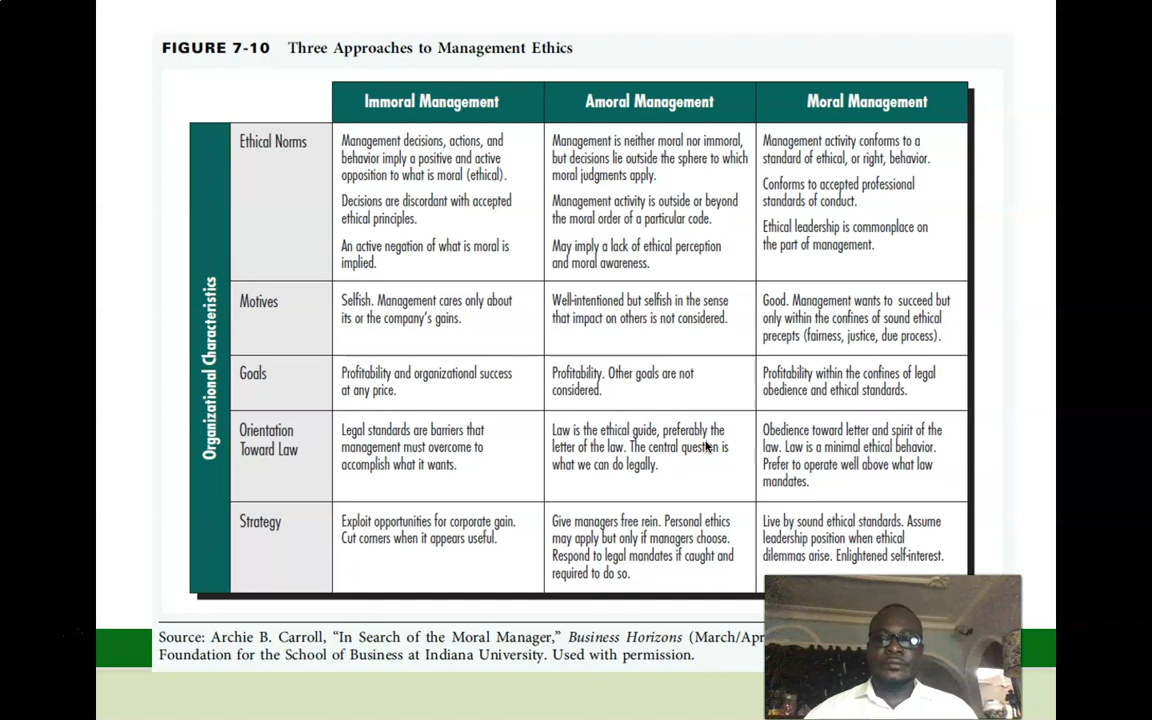 FIGURE 7-10 Three Approaches to Management Ethics
Immoral Management
Amoral Management
Moral Management
Organizational Characteristics
Ethical Norms
Management decisions, actions, and
behavior imply a positive and active
opposition to what is moral (ethical).
Decisions are discordant with accepted
ethical principles.
An active negation of what is moral is
implied.
Management is neither moral nor immoral,
but decisions lie outside the sphere to which
moral judgments apply.
Management activity is outside or beyond
the moral order of a particular code.
May imply a lack of ethical perception
and moral awareness.
Management activity conforms to a
standard of ethical, or right, behavior.
Conforms to accepted professional
standards of conduct.
Ethical leadership is commonplace on
the part of management.
Motives
Selfish. Management cares only about
its or the company's gains.
Well-intentioned but selfish in the sense
that impact on others is not considered.
Good. Management wants to succeed but
only within the confines of sound ethical
precepts (fairness, justice, due process).
Goals
Profitability and organizational success
at any price.
Profitability. Other goals are not
considered.
Profitability within the confines of legal
obedience and ethical standards.
Orientation
Toward Law
Legal standards are barriers that
management must overcome to
accomplish what it wants.
Law is the ethical guide, preferably the
letter of the law. The central question is
what we can do legally.
Obedience toward letter and spirit of the
law. Law is a minimal ethical behavior.
Prefer to operate well above what law
mandates.
Strategy
Exploit opportunities for corporate gain.
Cut corners when it appears useful.
Give managers free rein. Personal ethics
may apply but only if managers choose.
Respond to legal mandates if caught and
required to do so.
Live by sound ethical standards. Assume
leadership position when ethical
dilemmas arise. Enlightened self-interest.
Source: Archie B. Carroll, "In Search of the Moral Manager," Business Horizons (March/Apr
Foundation for the School of Business at Indiana University. Used with permission.